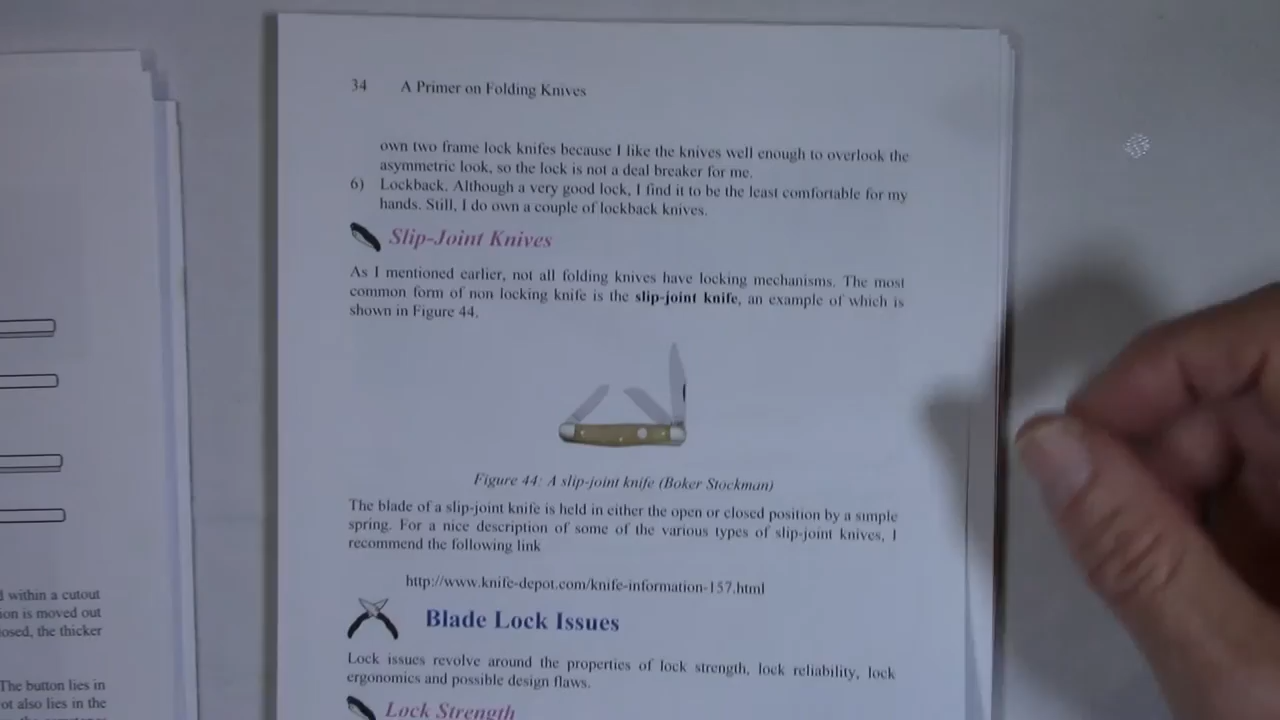 34 A Primer on Folding Knives
own two frame lock knifes because I like the knives well enough to overlook the
asymmetric look, so the lock is not a deal breaker for me.
6) Lockback. Although a very good lock, I find it to be the least comfortable for my
hands. Still, I do own a couple of lockback knives.
Slip-Joint Knives
As I mentioned earlier, not all folding knives have locking mechanisms. The most
common form of non locking knife is the slip-joint knife, an example of which is
shown in Figure 44.
Figure 44: A slip-joint knife (Boker Stockman)
The blade of a slip-joint knife is held in either the open or closed position by a simple
spring. For a nice description of some of the various types of slip-joint knives, I
recommend the following link
http://www.knife-depot.com/knife-information-157.html
Blade Lock Issues
Lock issues revolve around the properties of lock strength, lock reliability, lock
ergonomics and possible design flaws.
Lock Strength
within a cutout
is moved out
the thicker
The button lies in
also lies in the